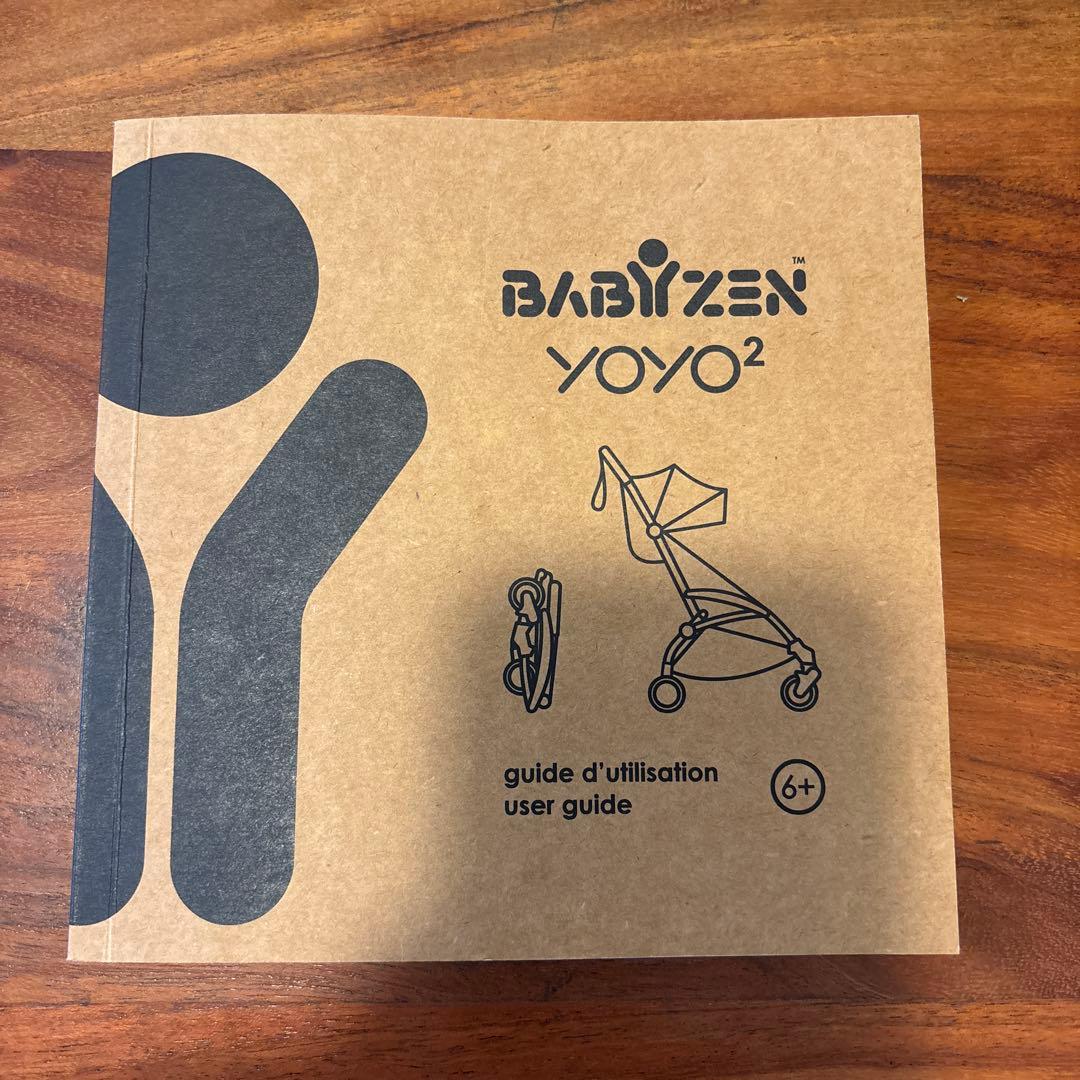 BABYZEN™
YOYO²
guide d'utilisation
user guide
6+